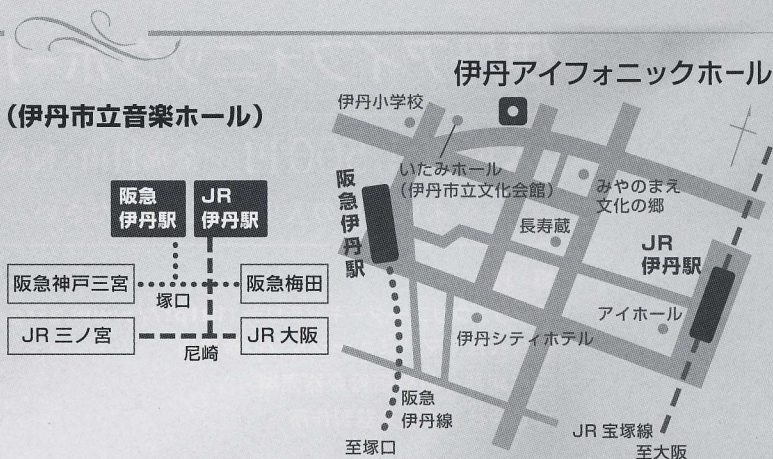 伊丹アイフォニックホール
(伊丹市立音楽ホール)
阪急
伊丹駅
JR
伊丹駅
阪急神戸三宮
塚口
阪急梅田
JR 三ノ宮
尼崎
JR 大阪
伊丹小学校
いたみホール
(伊丹市立文化会館)
みやのまえ
文化の郷
阪急伊丹駅
長寿蔵
JR
伊丹駅
アイホール
伊丹シティホテル
阪急
伊丹線
至塚口
JR 宝塚線
至大阪